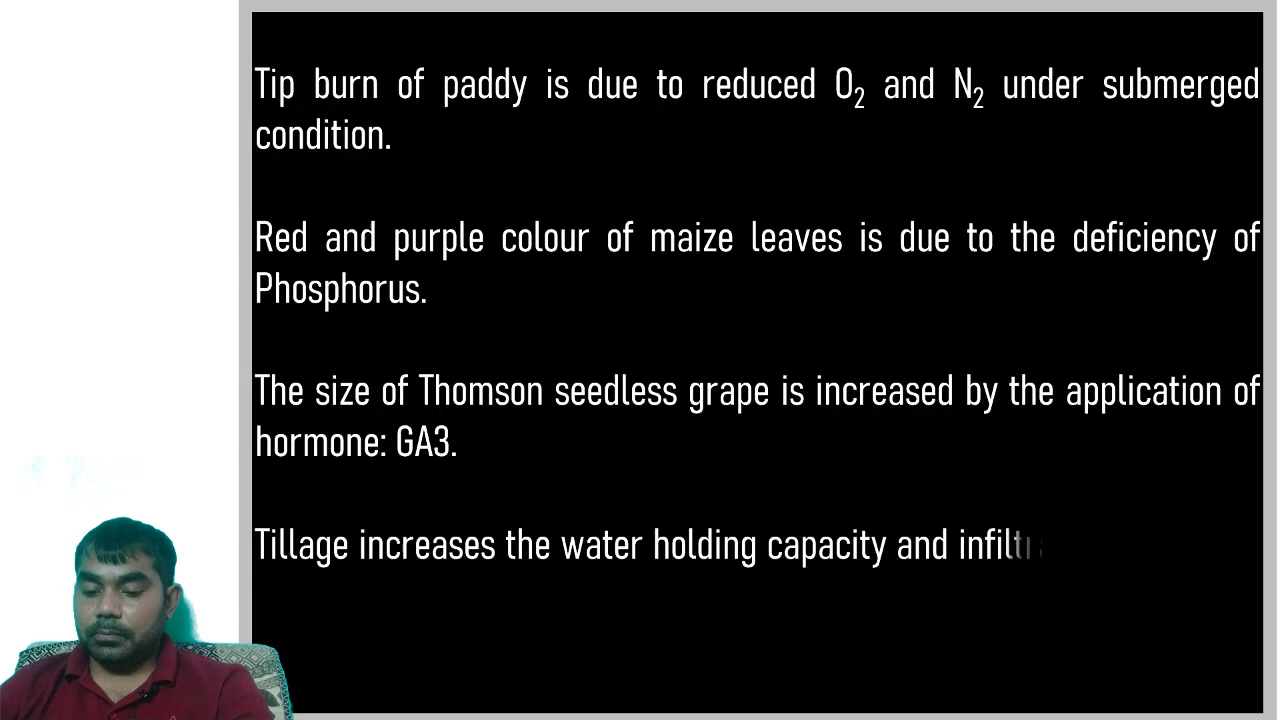 Tip burn of paddy is due to reduced O₂ and N₂ under submerged
condition.
Red and purple colour of maize leaves is due to the deficiency of
Phosphorus.
The size of Thomson seedless grape is increased by the application of
hormone: GA3.
Tillage increases the water holding capacity and